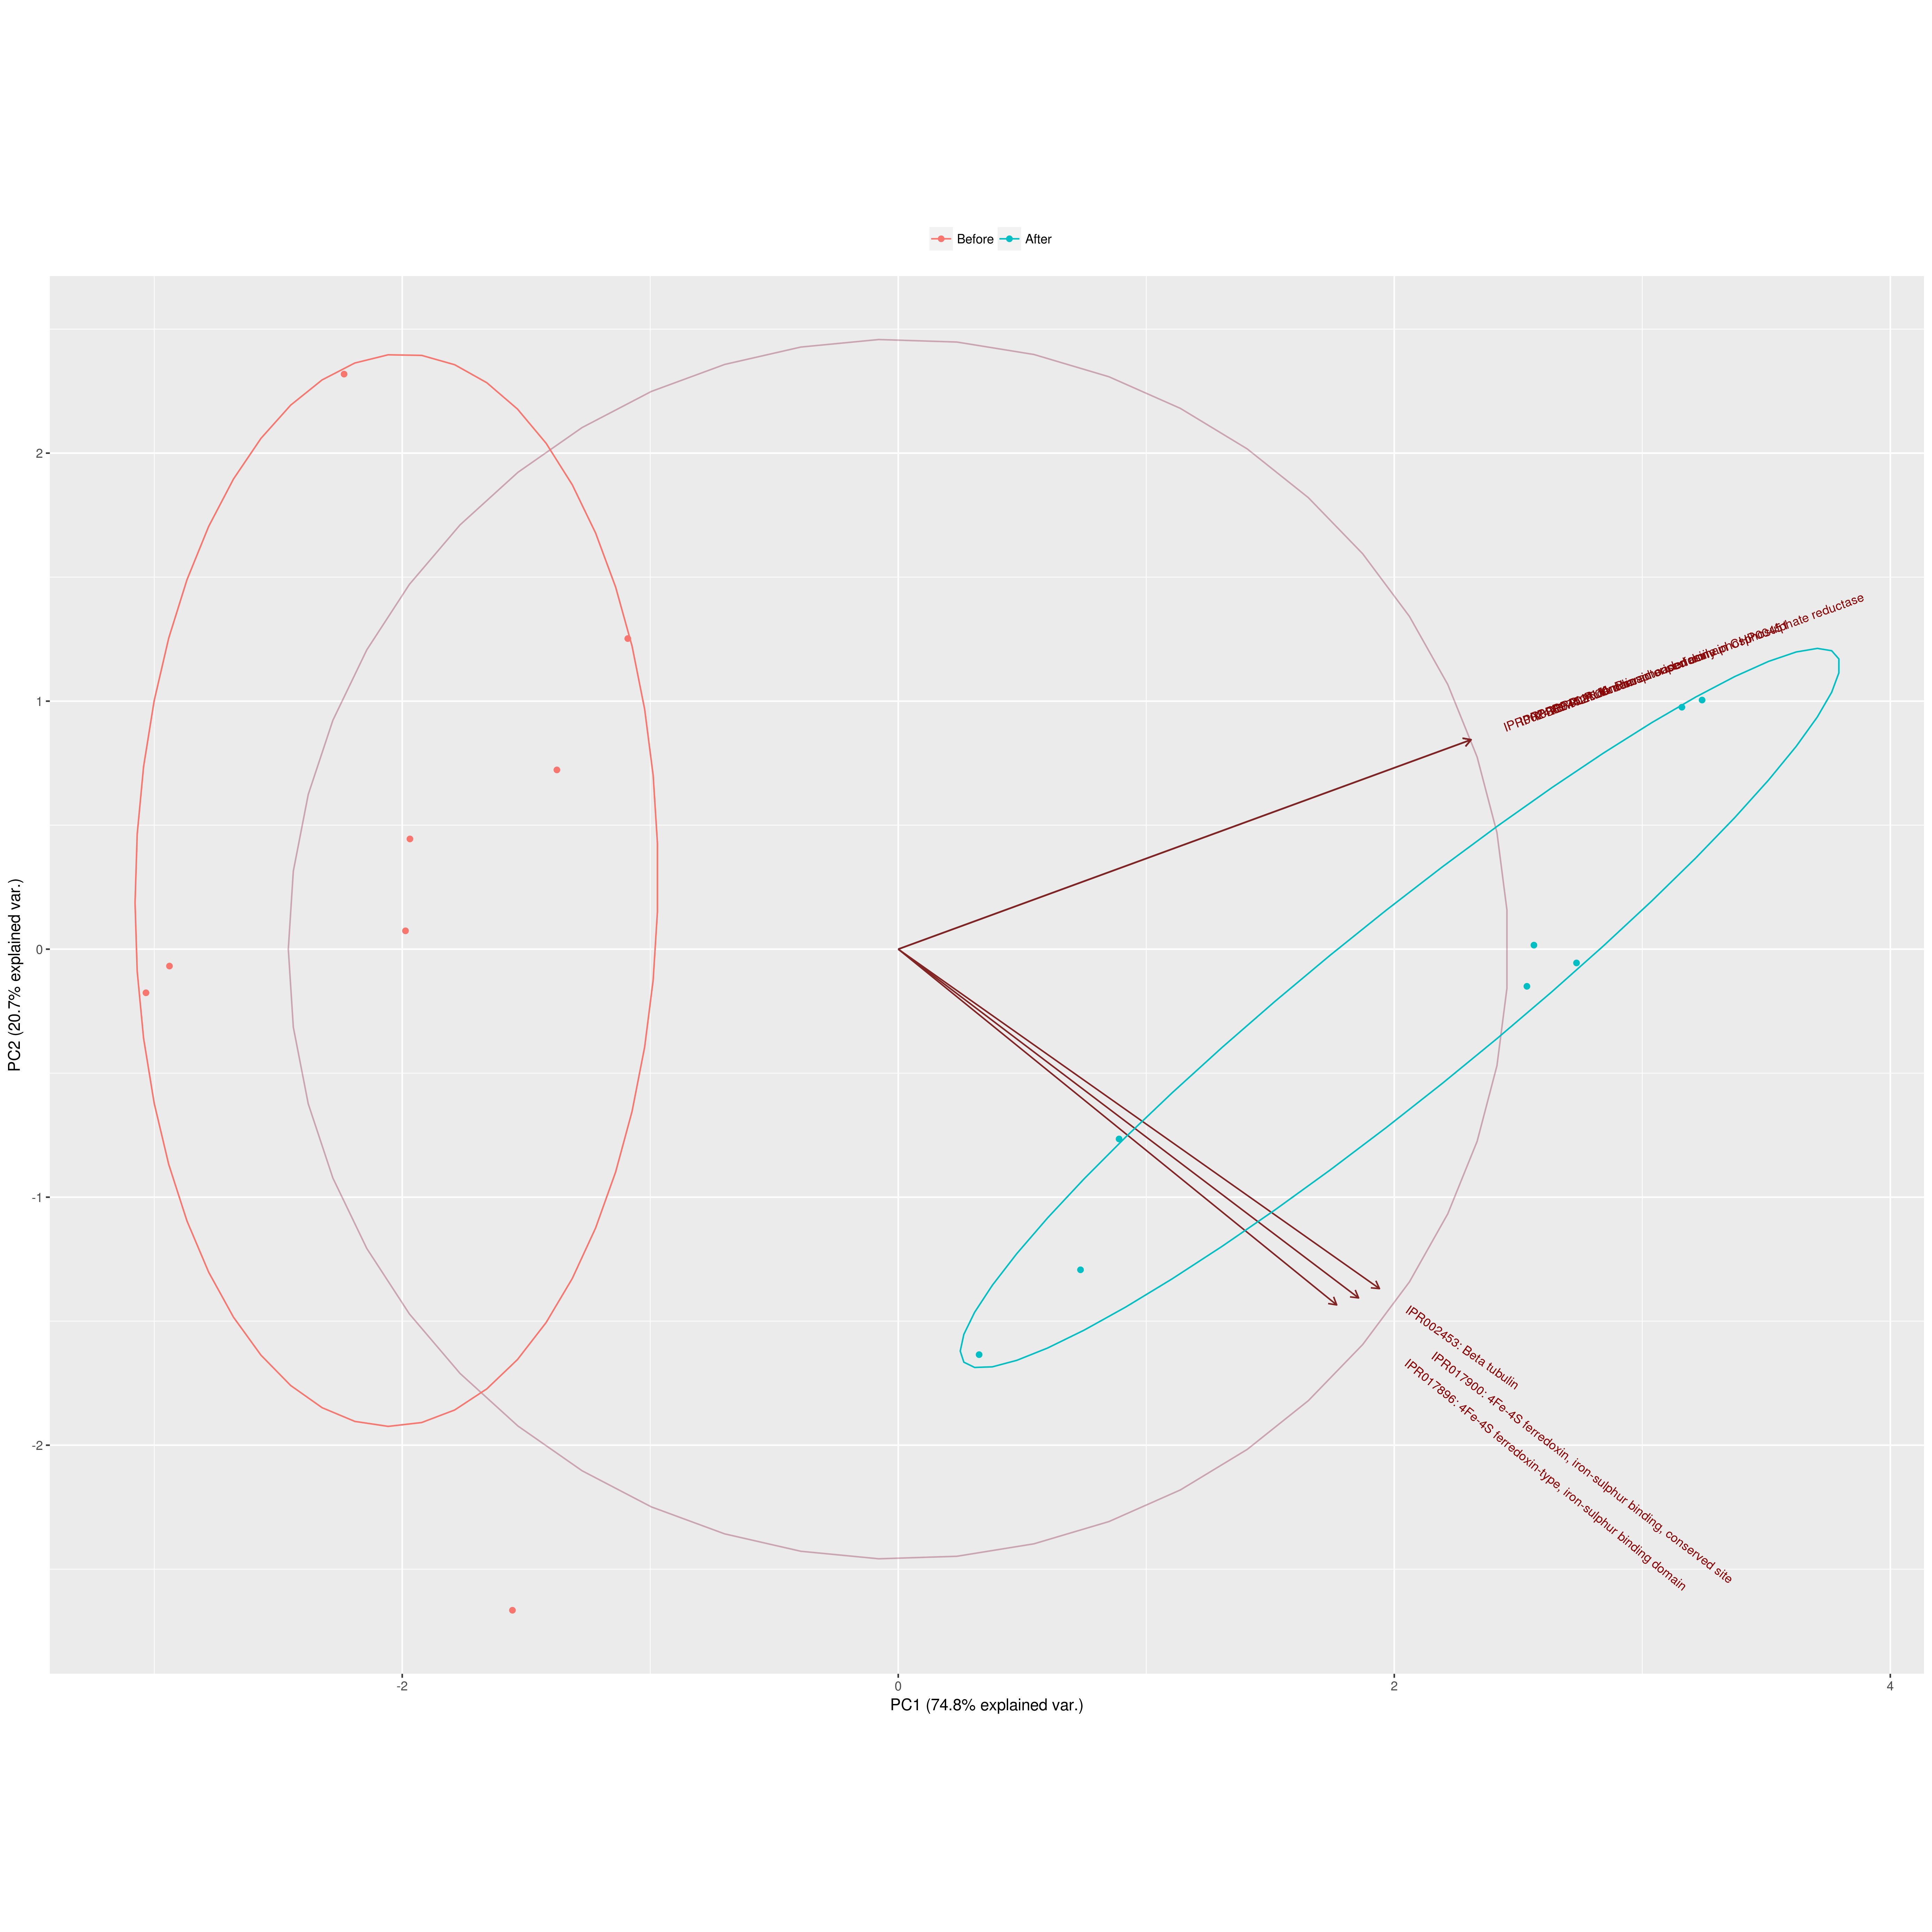 Before
After
2
1
0
-1
-2
PC2 (20.7% explained var.)
reductase
IPR002453: Beta tubulin
IPR017900: 4Fe-4S ferredoxin, iron-sulphur binding, conserved site
IPR017896: 4Fe-4S ferredoxin-type, iron-sulphur binding domain
-2
0
2
4
PC1 (74.8% explained var.)